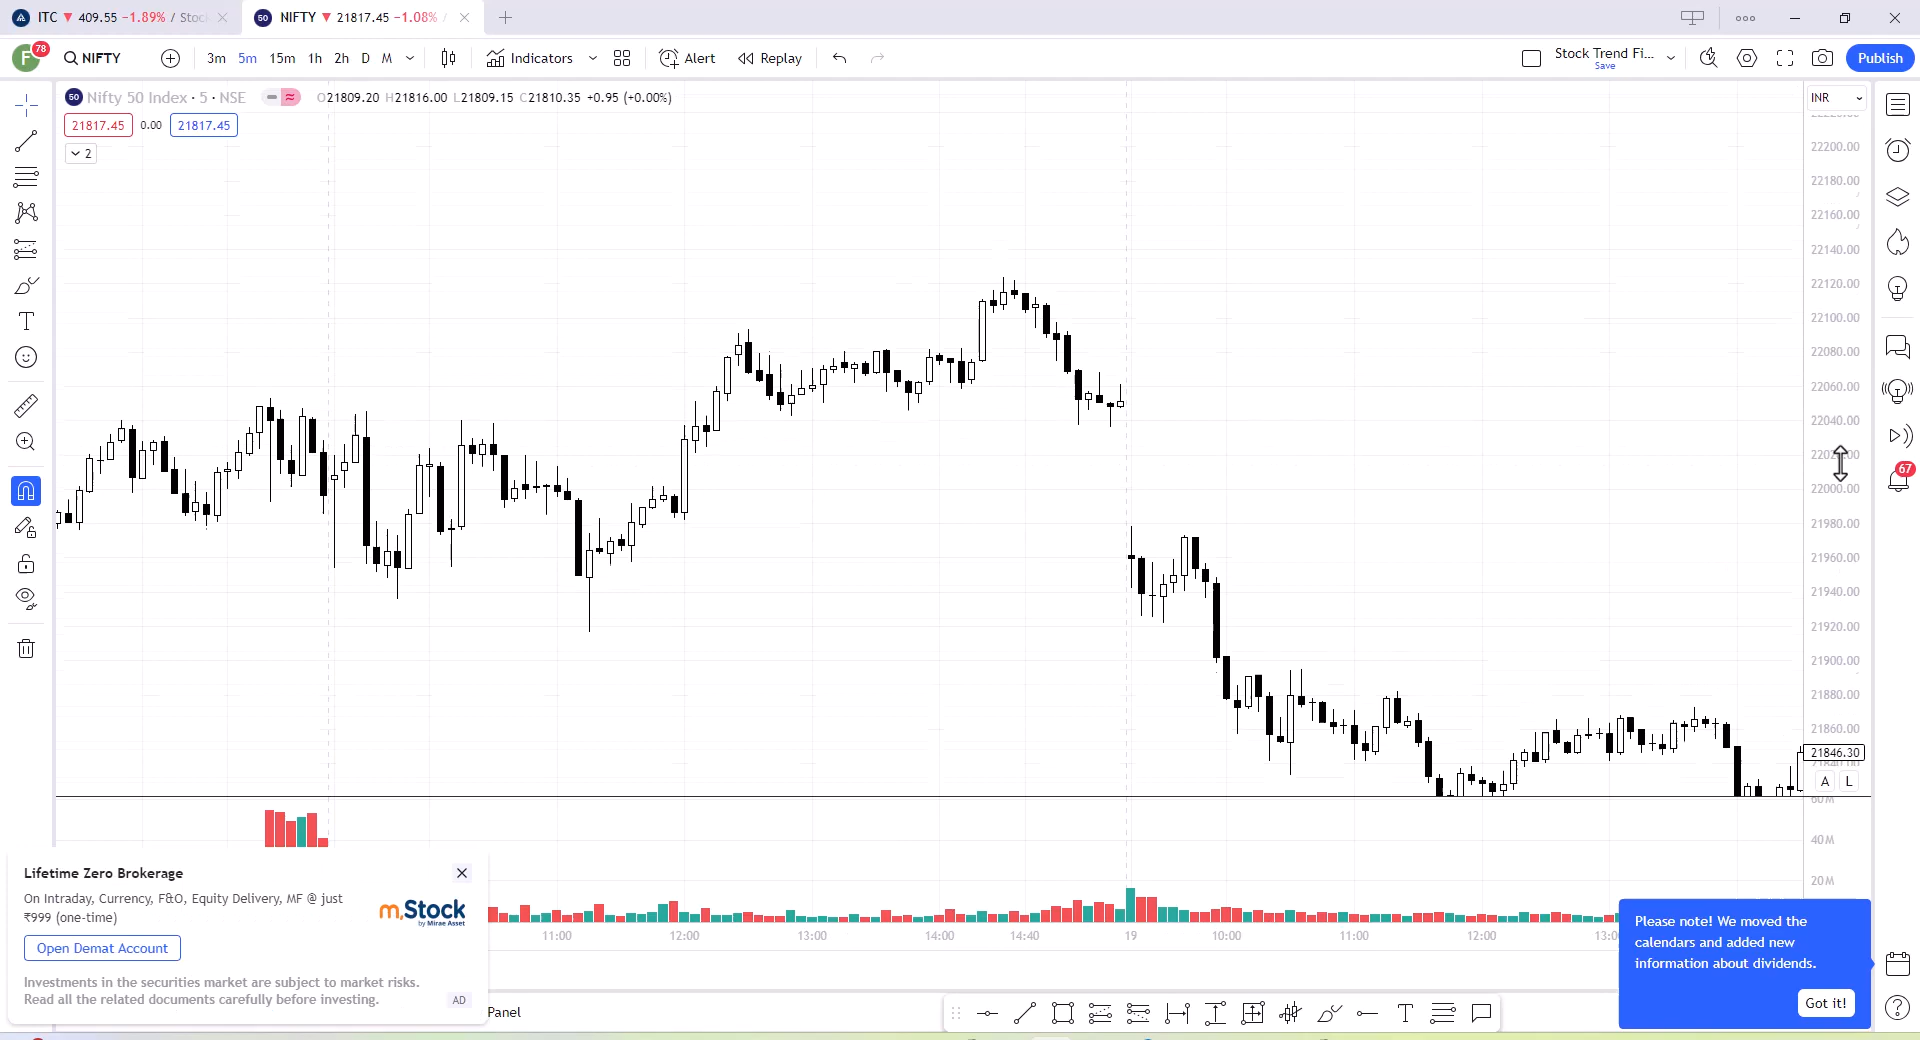 ITC ▼ 409.55 −1.89% / Stoc
NIFTY ▼ 21817.45 −1.08% /
F 78 NIFTY 3m 5m 15m 1h 2h D M Indicators Alert Replay Stock Trend Fi... Save Publish
50 Nifty 50 Index · 5 · NSE O21809.20 H21816.00 L21809.15 C21810.35 +0.95 (+0.00%) INR
21817.45 0.00 21817.45
2
22200.00
22180.00
22160.00
22140.00
22120.00
22100.00
22080.00
22060.00
22040.00
22000.00
21980.00
21960.00
21940.00
21920.00
21900.00
21880.00
21860.00
21846.30
A L
60M
40M
20M
67
Lifetime Zero Brokerage
On Intraday, Currency, F&O, Equity Delivery, MF @ just
₹999 (one-time)
m.Stock
by Mirae Asset
Open Demat Account
Investments in the securities market are subject to market risks.
Read all the related documents carefully before investing.
AD
11:00 12:00 13:00 14:00 14:40 19 10:00 11:00 12:00 13:0
Panel
Please note! We moved the
calendars and added new
information about dividends.
Got it!